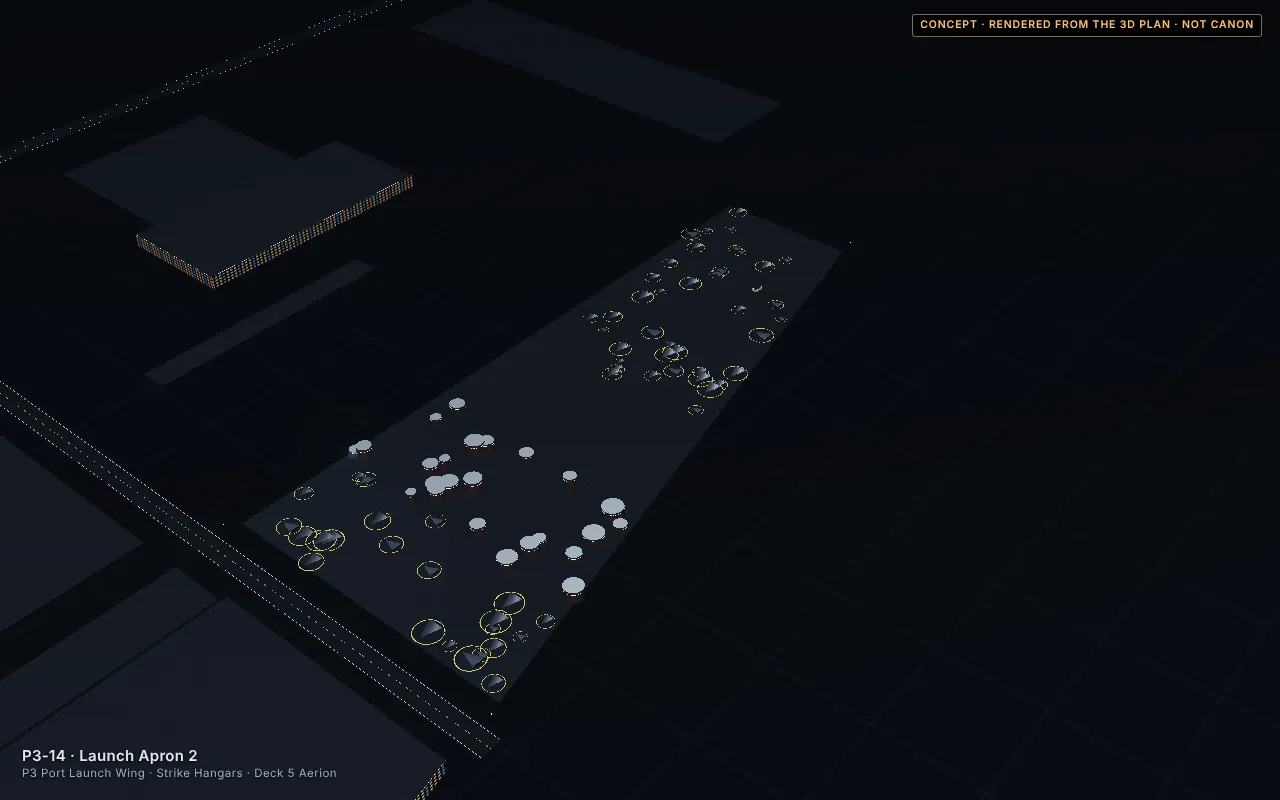 CONCEPT · RENDERED FROM THE 3D PLAN · NOT CANON
P3-14 · Launch Apron 2
P3 Port Launch Wing · Strike Hangars · Deck 5 Aerion